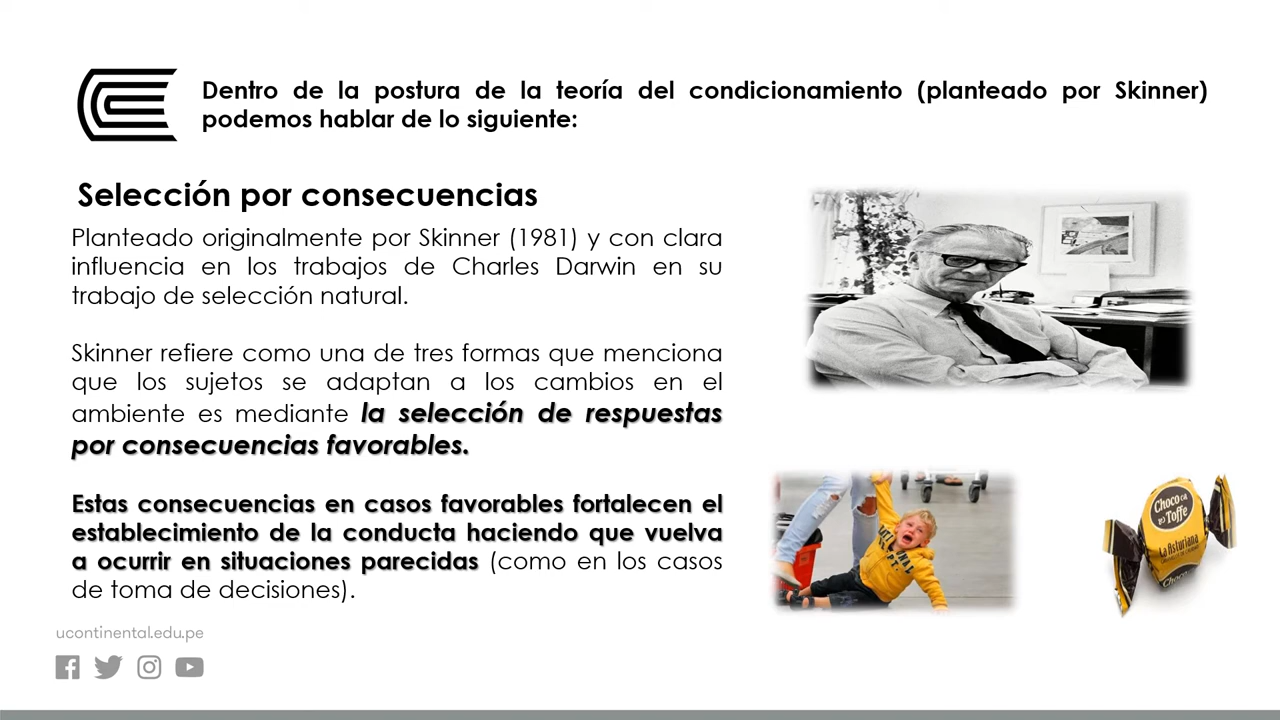 Dentro de la postura de la teoría del condicionamiento (planteado por Skinner)
podemos hablar de lo siguiente:
Selección por consecuencias
Planteado originalmente por Skinner (1981) y con clara
influencia en los trabajos de Charles Darwin en su
trabajo de selección natural.
Skinner refiere como una de tres formas que menciona
que los sujetos se adaptan a los cambios en el
ambiente es mediante la selección de respuestas
por consecuencias favorables.
Estas consecuencias en casos favorables fortalecen el
establecimiento de la conducta haciendo que vuelva
a ocurrir en situaciones parecidas (como en los casos
de toma de decisiones).
Choco
Toffe
La Asturiana
Choco
ucontinental.edu.pe